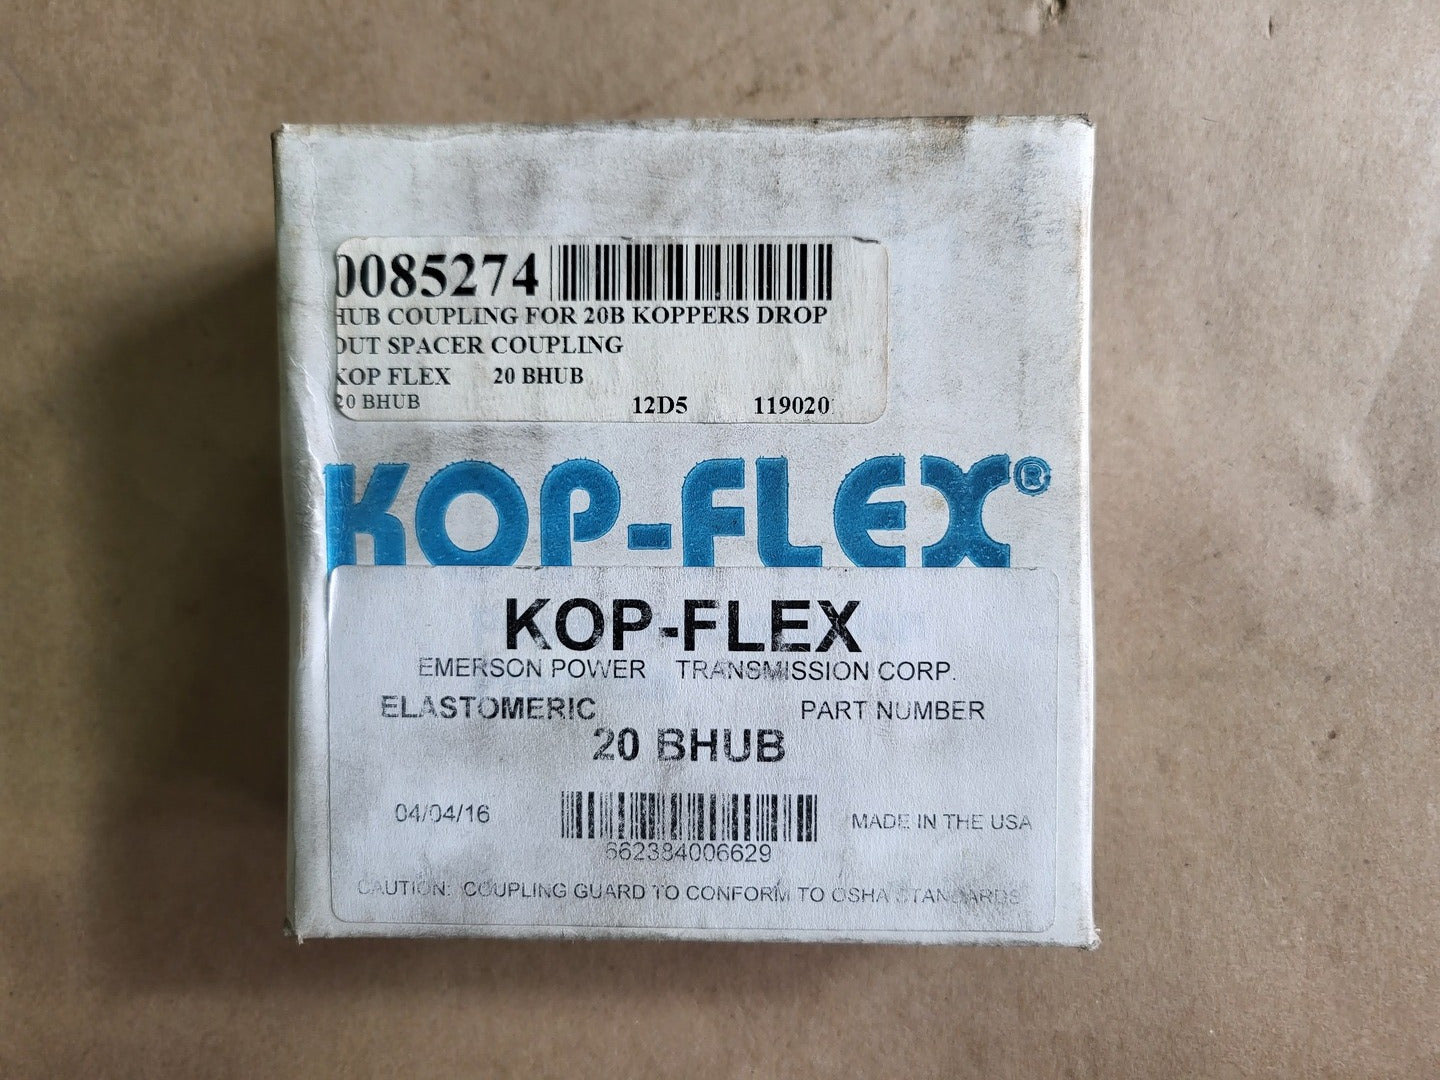 0085274
HUB COUPLING FOR 20B KOPPERS DROP
OUT SPACER COUPLING
KOP FLEX 20 BHUB
20 BHUB 12D5 119020
KOP-FLEX®
KOP-FLEX
EMERSON POWER TRANSMISSION CORP.
ELASTOMERIC PART NUMBER
20 BHUB
04/04/16 MADE IN THE USA
662384006629
CAUTION: COUPLING GUARD TO CONFORM TO OSHA STANDARDS